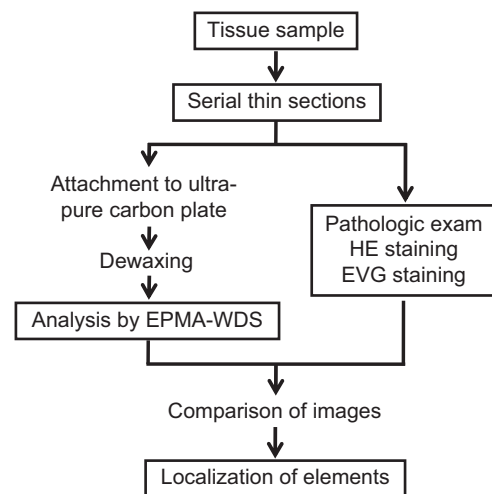 Tissue sample
Serial thin sections
Attachment to ultra-
pure carbon plate
Dewaxing
Analysis by EPMA-WDS
Pathologic exam
HE staining
EVG staining
Comparison of images
Localization of elements